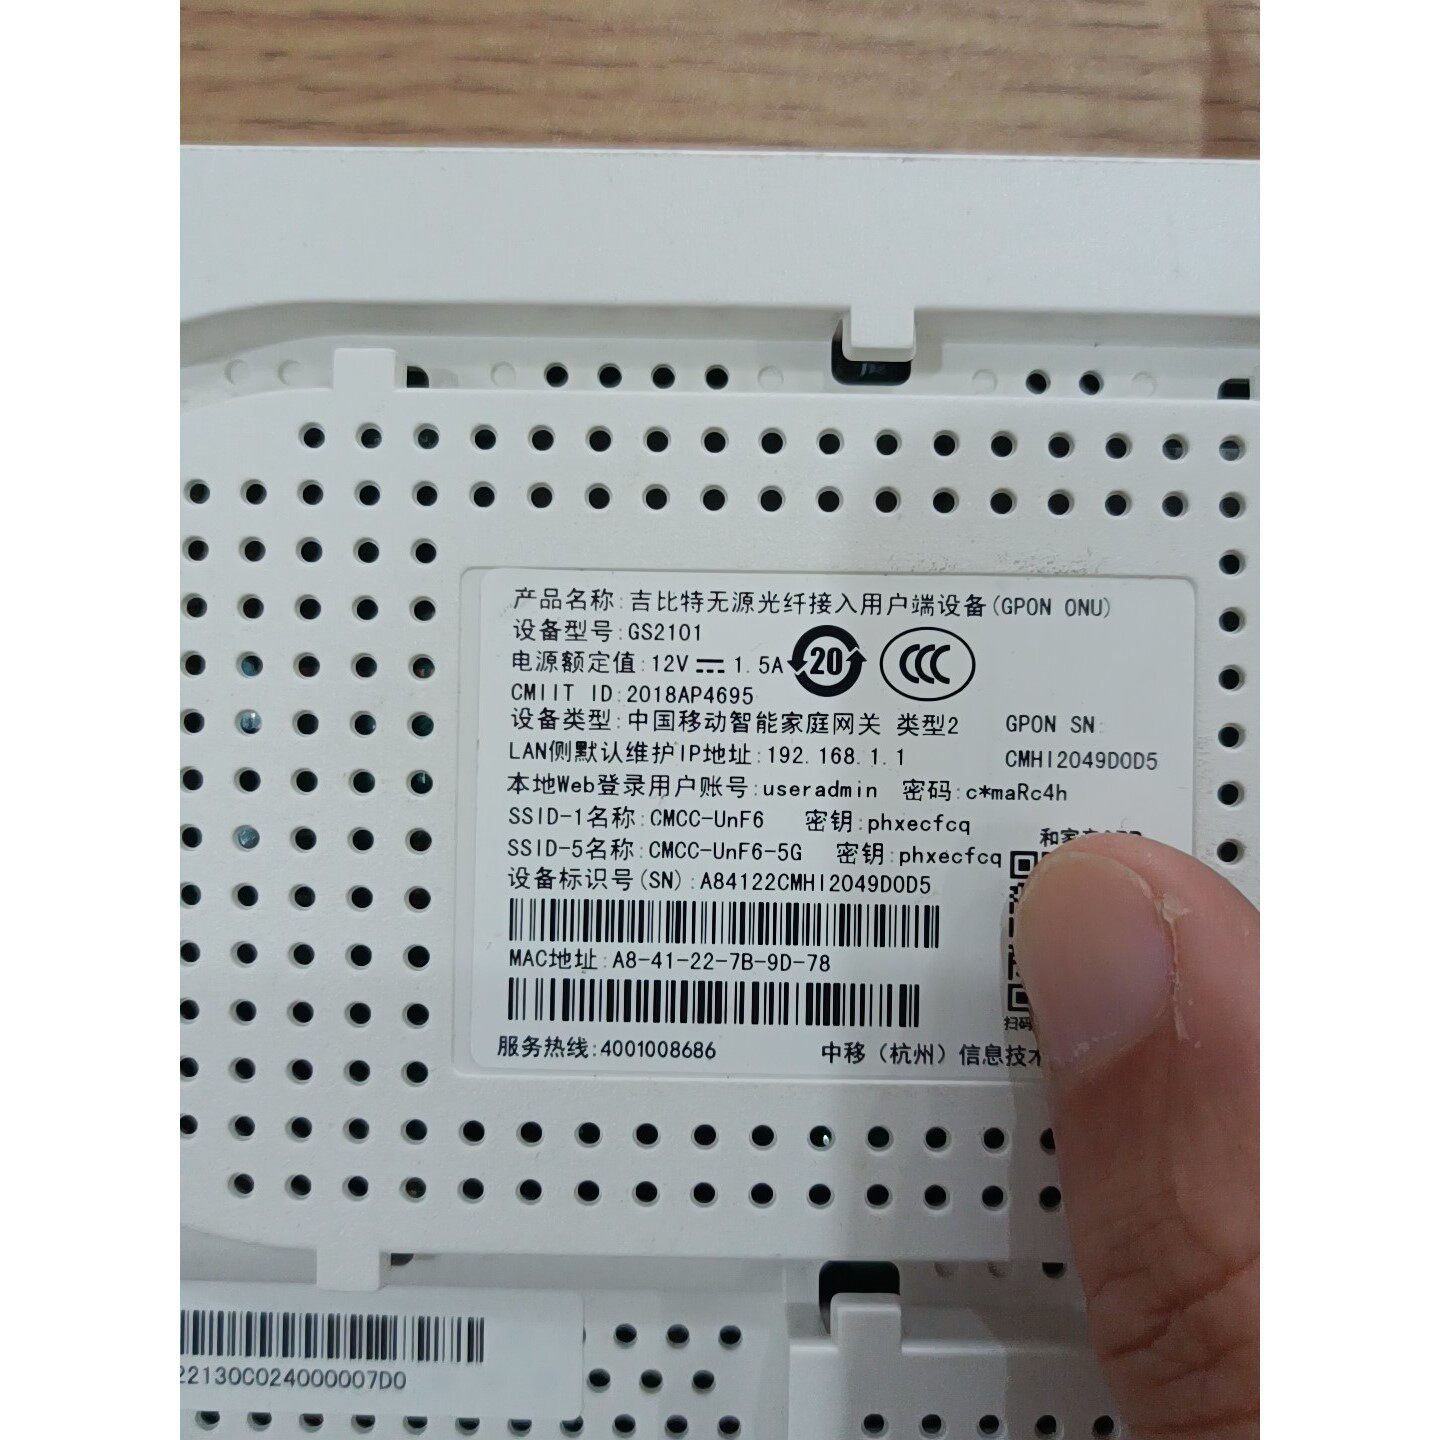 产品名称:吉比特无源光纤接入用户端设备(GPON ONU)
设备型号:GS2101
电源额定值:12V 1.5A
20
CCC
CMIIT ID:2018AP4695
设备类型:中国移动智能家庭网关 类型2
GPON SN:
LAN侧默认维护IP地址:192.168.1.1
CMHI2049D0D5
本地Web登录用户账号:useradmin 密码:c*maRc4h
SSID-1名称:CMCC-UnF6 密钥:phxecfcq
和家
SSID-5名称:CMCC-UnF6-5G 密钥:phxecfcq
设备标识号(SN):A84122CMHI2049D0D5
MAC地址:A8-41-22-7B-9D-78
扫码
服务热线:4001008686 中移（杭州）信息技术
22130C024000007D0